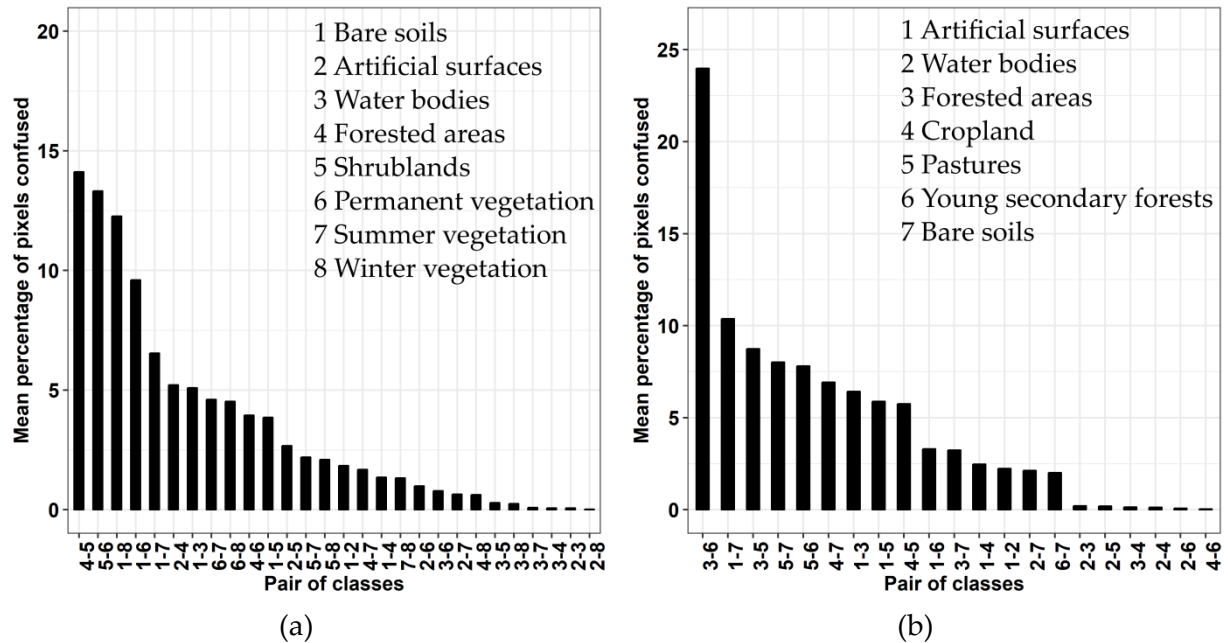 20
15
10
5
0
Mean percentage of pixels confused
1 Bare soils
2 Artificial surfaces
3 Water bodies
4 Forested areas
5 Shrublands
6 Permanent vegetation
7 Summer vegetation
8 Winter vegetation
4-5 5-6 1-8 1-6 1-7 2-4 1-3 6-7 6-8 4-6 1-5 2-5 5-7 5-8 1-2 4-7 1-4 7-8 2-6 3-6 2-7 4-8 3-5 3-8 3-7 3-4 2-3 2-8
Pair of classes
(a)
25
20
15
10
5
0
Mean percentage of pixels confused
1 Artificial surfaces
2 Water bodies
3 Forested areas
4 Cropland
5 Pastures
6 Young secondary forests
7 Bare soils
3-6 1-7 3-5 5-7 5-6 4-7 1-3 1-5 4-5 1-6 3-7 1-4 1-2 2-7 6-7 2-3 2-5 3-4 2-4 2-6 4-6
Pair of classes
(b)